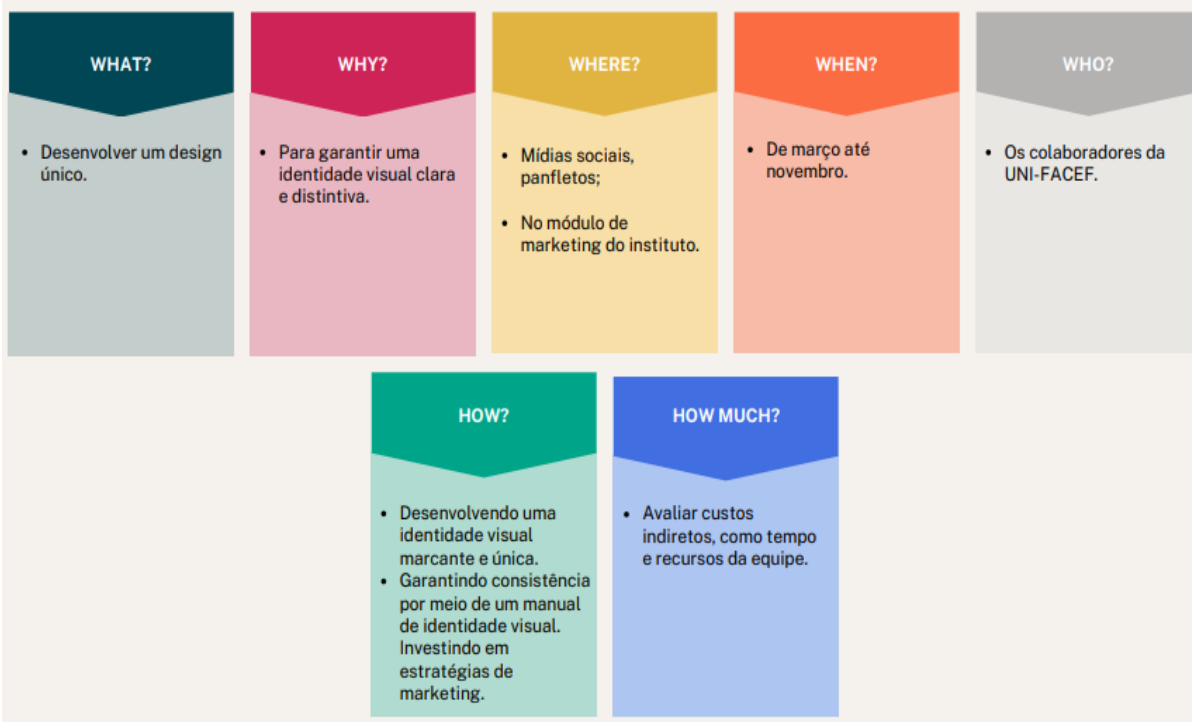 WHAT?
• Desenvolver um design
único.
WHY?
• Para garantir uma
identidade visual clara
e distintiva.
WHERE?
• Mídias sociais,
panfletos;
• No módulo de
marketing do instituto.
WHEN?
• De março até
novembro.
WHO?
• Os colaboradores da
UNI-FACEF.
HOW?
• Desenvolvendo uma
identidade visual
marcante e única.
• Garantindo consistência
por meio de um manual
de identidade visual.
Investindo em
estratégias de
marketing.
HOW MUCH?
• Avaliar custos
indiretos, como tempo
e recursos da equipe.